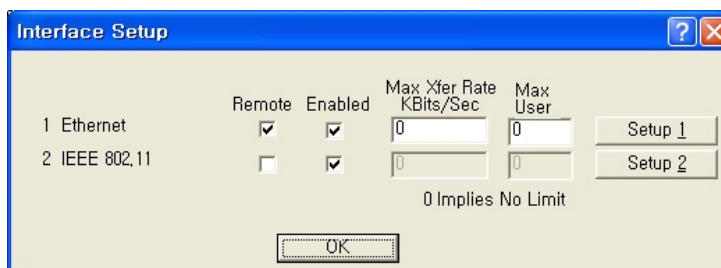 Interface Setup
Remote Enabled Max Xfer Rate KBits/Sec Max User
1 Ethernet 0 0 Setup 1
2 IEEE 802,11 0 0 Setup 2
0 Implies No Limit
OK